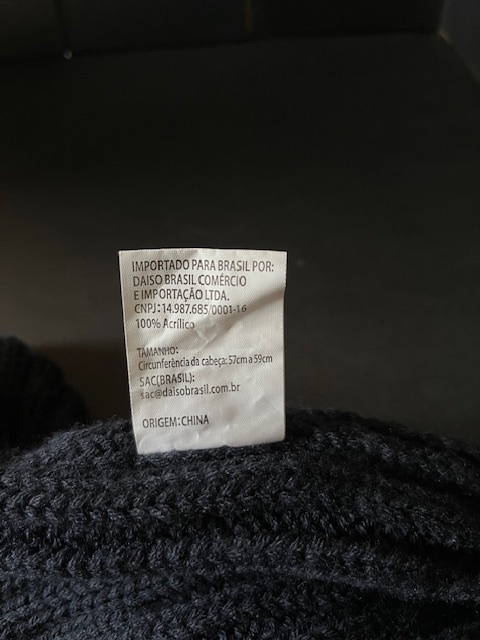 IMPORTADO PARA BRASIL POR:
DAISO BRASIL COMÉRCIO
E IMPORTAÇÃO LTDA.
CNPJ:14.987.685/0001-16
100% Acrílico
TAMANHO:
Circunferência da cabeça: 57cm a 59cm
SAC(BRASIL):
sac@daisobrasil.com.br
ORIGEM:CHINA